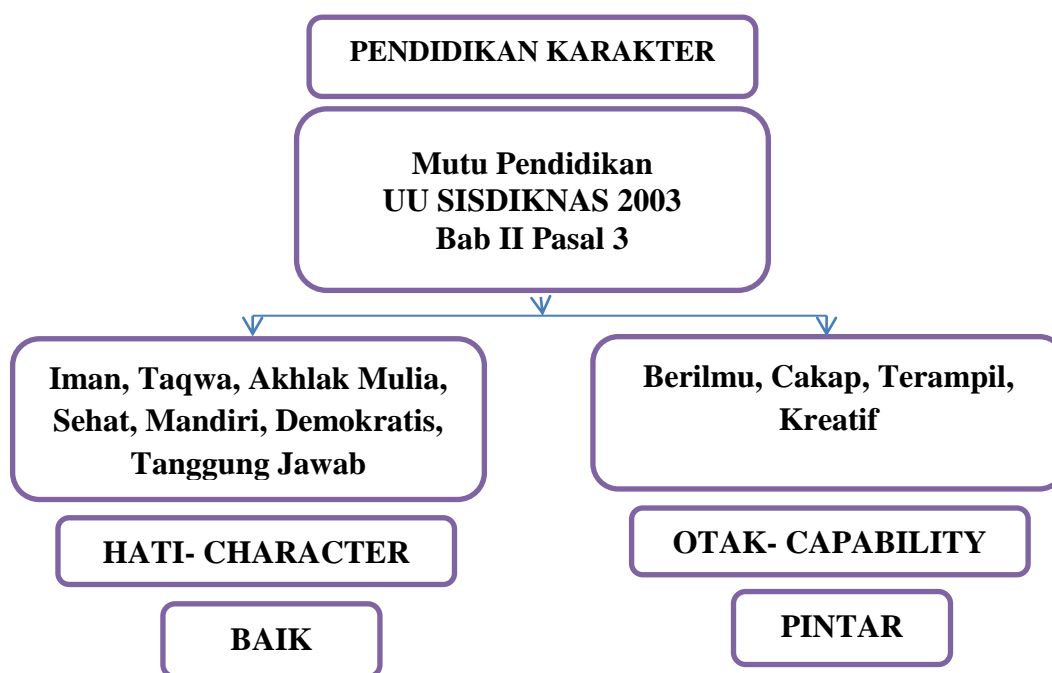 PENDIDIKAN KARAKTER
Mutu Pendidikan
UU SISDIKNAS 2003
Bab II Pasal 3
Iman, Taqwa, Akhlak Mulia,
Sehat, Mandiri, Demokratis,
Tanggung Jawab
HATI- CHARACTER
BAIK
Berilmu, Cakap, Terampil,
Kreatif
OTAK- CAPABILITY
PINTAR